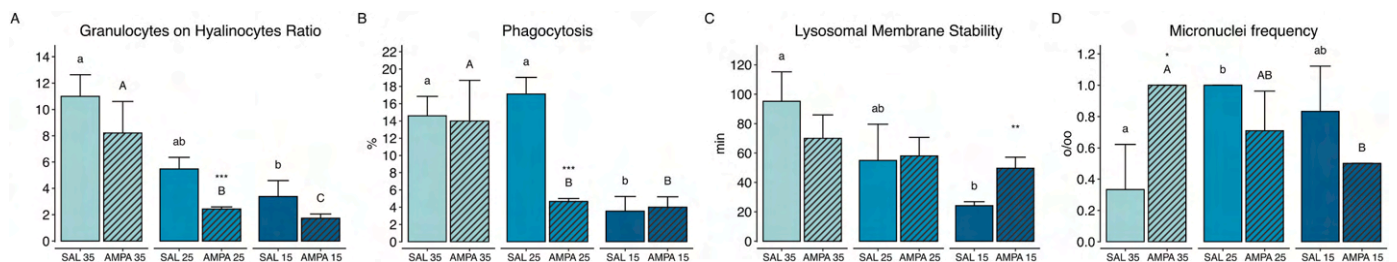 A
Granulocytes on Hyalinocytes Ratio
14
12
10
8
6
4
2
0
a
A
ab
***
B
b
C
SAL 35
AMPA 35
SAL 25
AMPA 25
SAL 15
AMPA 15
B
Phagocytosis
%
22
20
18
16
14
12
10
8
6
4
2
0
a
A
a
***
B
b
B
SAL 35
AMPA 35
SAL 25
AMPA 25
SAL 15
AMPA 15
C
Lysosomal Membrane Stability
min
120
100
80
60
40
20
0
a
ab
b
**
SAL 35
AMPA 35
SAL 25
AMPA 25
SAL 15
AMPA 15
D
Micronuclei frequency
o/oo
1.2
1.0
0.8
0.6
0.4
0.2
0.0
a
*
A
b
AB
ab
B
SAL 35
AMPA 35
SAL 25
AMPA 25
SAL 15
AMPA 15